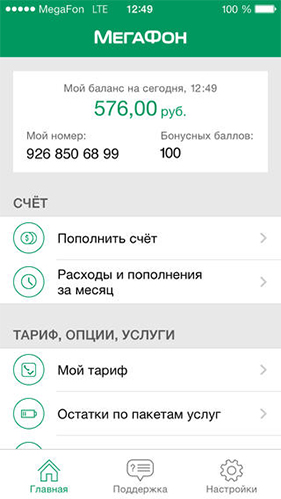 MegaFon LTE 12:49 100 %
МЕГАФОН
Мой баланс на сегодня, 12:49
576,00 руб.
Мой номер: Бонусных баллов:
926 850 68 99 100
СЧЁТ
Пополнить счёт
Расходы и пополнения
за месяц
ТАРИФ, ОПЦИИ, УСЛУГИ
Мой тариф
Остатки по пакетам услуг
Главная Поддержка Настройки